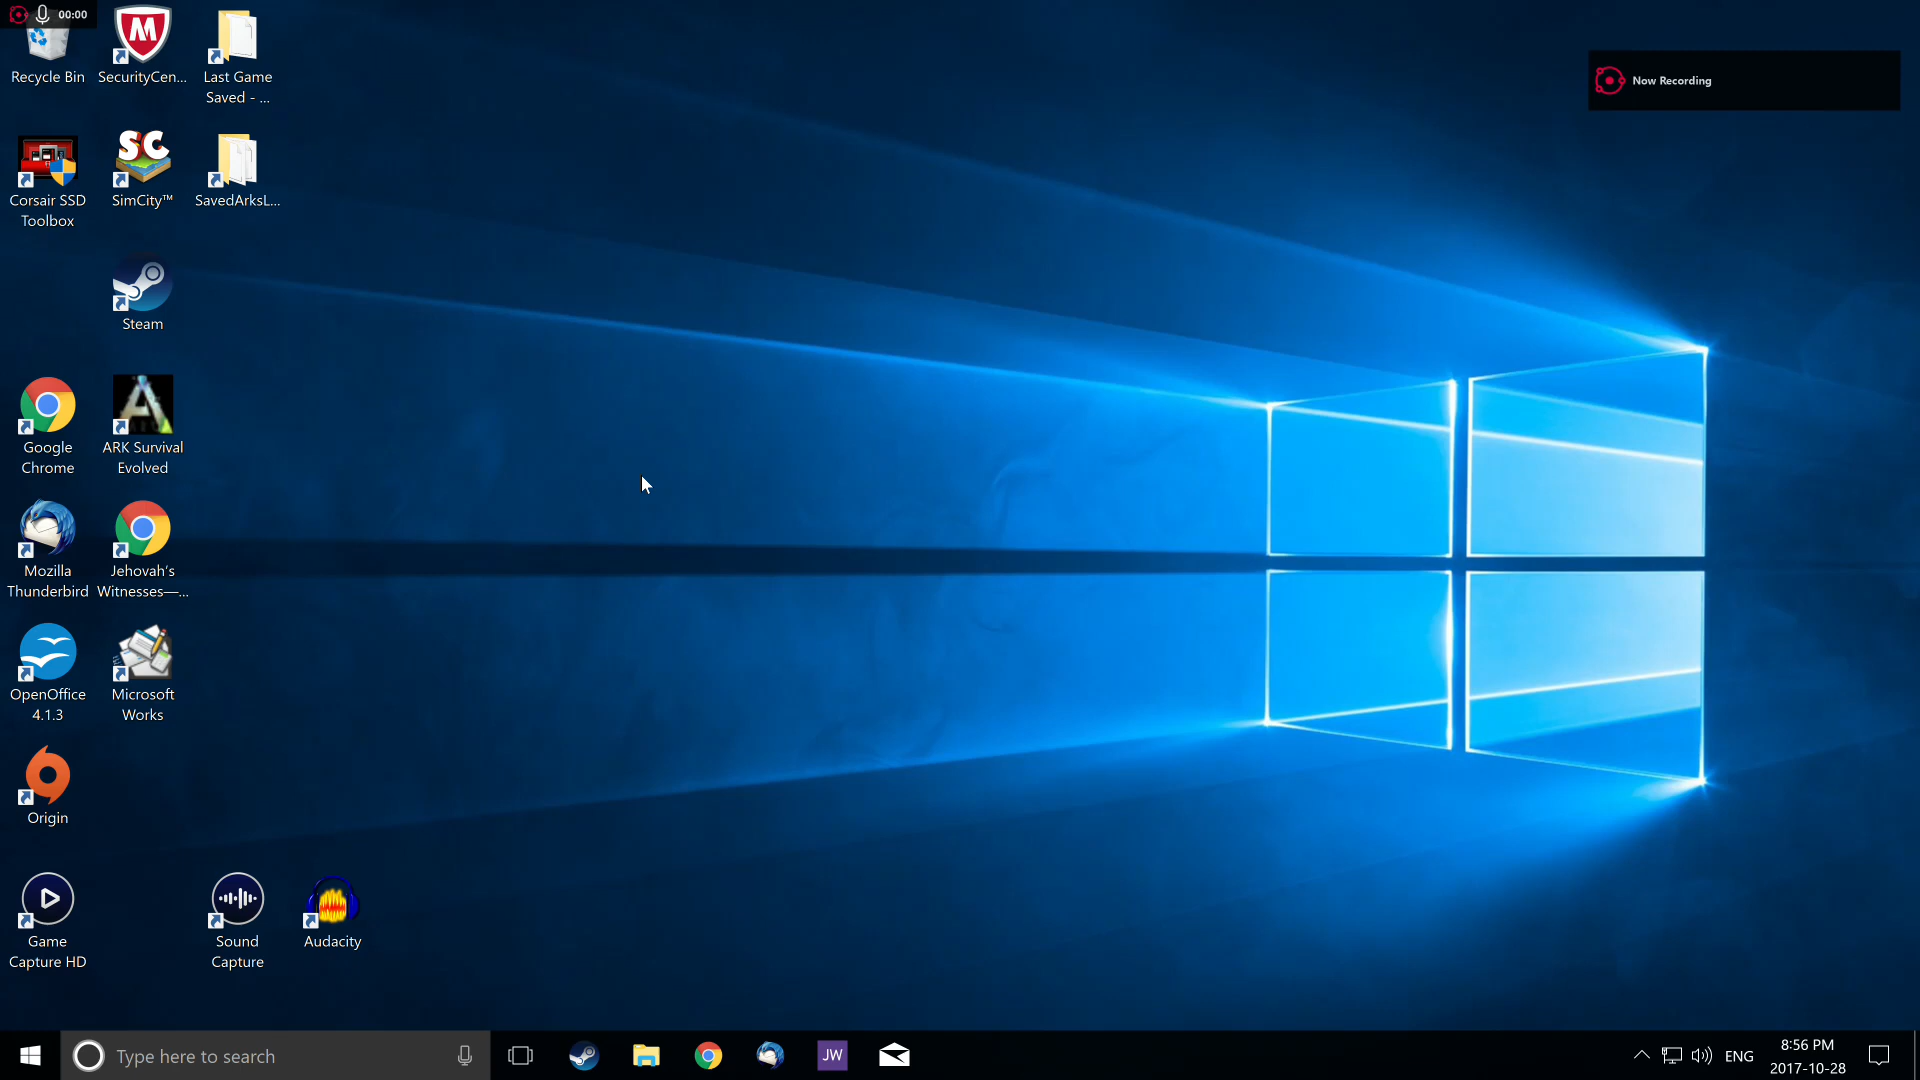 00:00
Recycle Bin
SecurityCen...
Last Game
Saved - ...
Now Recording
Corsair SSD
Toolbox
SC
SimCity™
SavedArksL...
Steam
Google
Chrome
ARK Survival
Evolved
Mozilla
Thunderbird
Jehovah's
Witnesses—...
OpenOffice
4.1.3
Microsoft
Works
Origin
Game
Capture HD
Sound
Capture
Audacity
Type here to search
JW
ENG
8:56 PM
2017-10-28